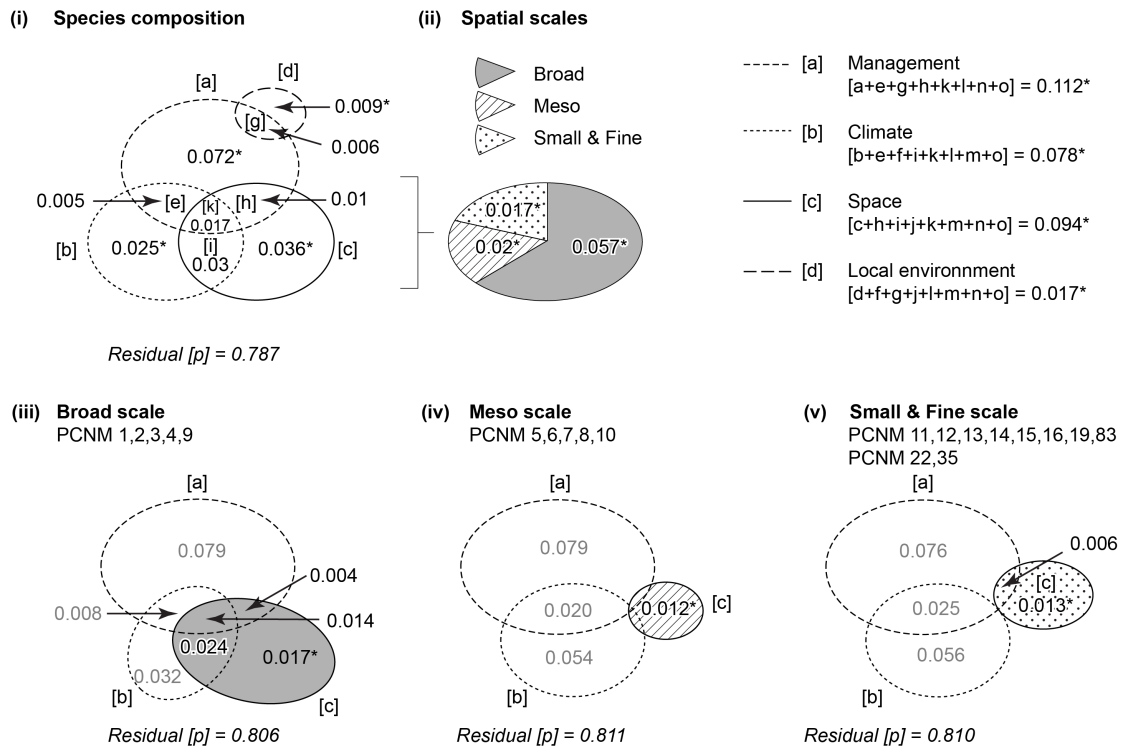 (i) Species composition
[a]
[d]
0.009*
[g]
0.006
0.072*
0.005
[e]
[k]
0.017
[h]
0.01
[b]
0.025*
[i]
0.03
0.036*
[c]
Residual [p] = 0.787
(ii) Spatial scales
Broad
Meso
Small & Fine
0.017*
0.02*
0.057*
[a] Management
[a+e+g+h+k+l+n+o] = 0.112*
[b] Climate
[b+e+f+i+k+l+m+o] = 0.078*
[c] Space
[c+h+i+j+k+m+n+o] = 0.094*
[d] Local environnment
[d+f+g+j+l+m+n+o] = 0.017*
(iii) Broad scale
PCNM 1,2,3,4,9
[a]
0.079
0.004
0.008
0.014
0.024
0.017*
0.032
[b]
[c]
Residual [p] = 0.806
(iv) Meso scale
PCNM 5,6,7,8,10
[a]
0.079
0.020
0.012*
[c]
0.054
[b]
Residual [p] = 0.811
(v) Small & Fine scale
PCNM 11,12,13,14,15,16,19,83
PCNM 22,35
[a]
0.006
0.076
[c]
0.013*
0.025
0.056
[b]
Residual [p] = 0.810